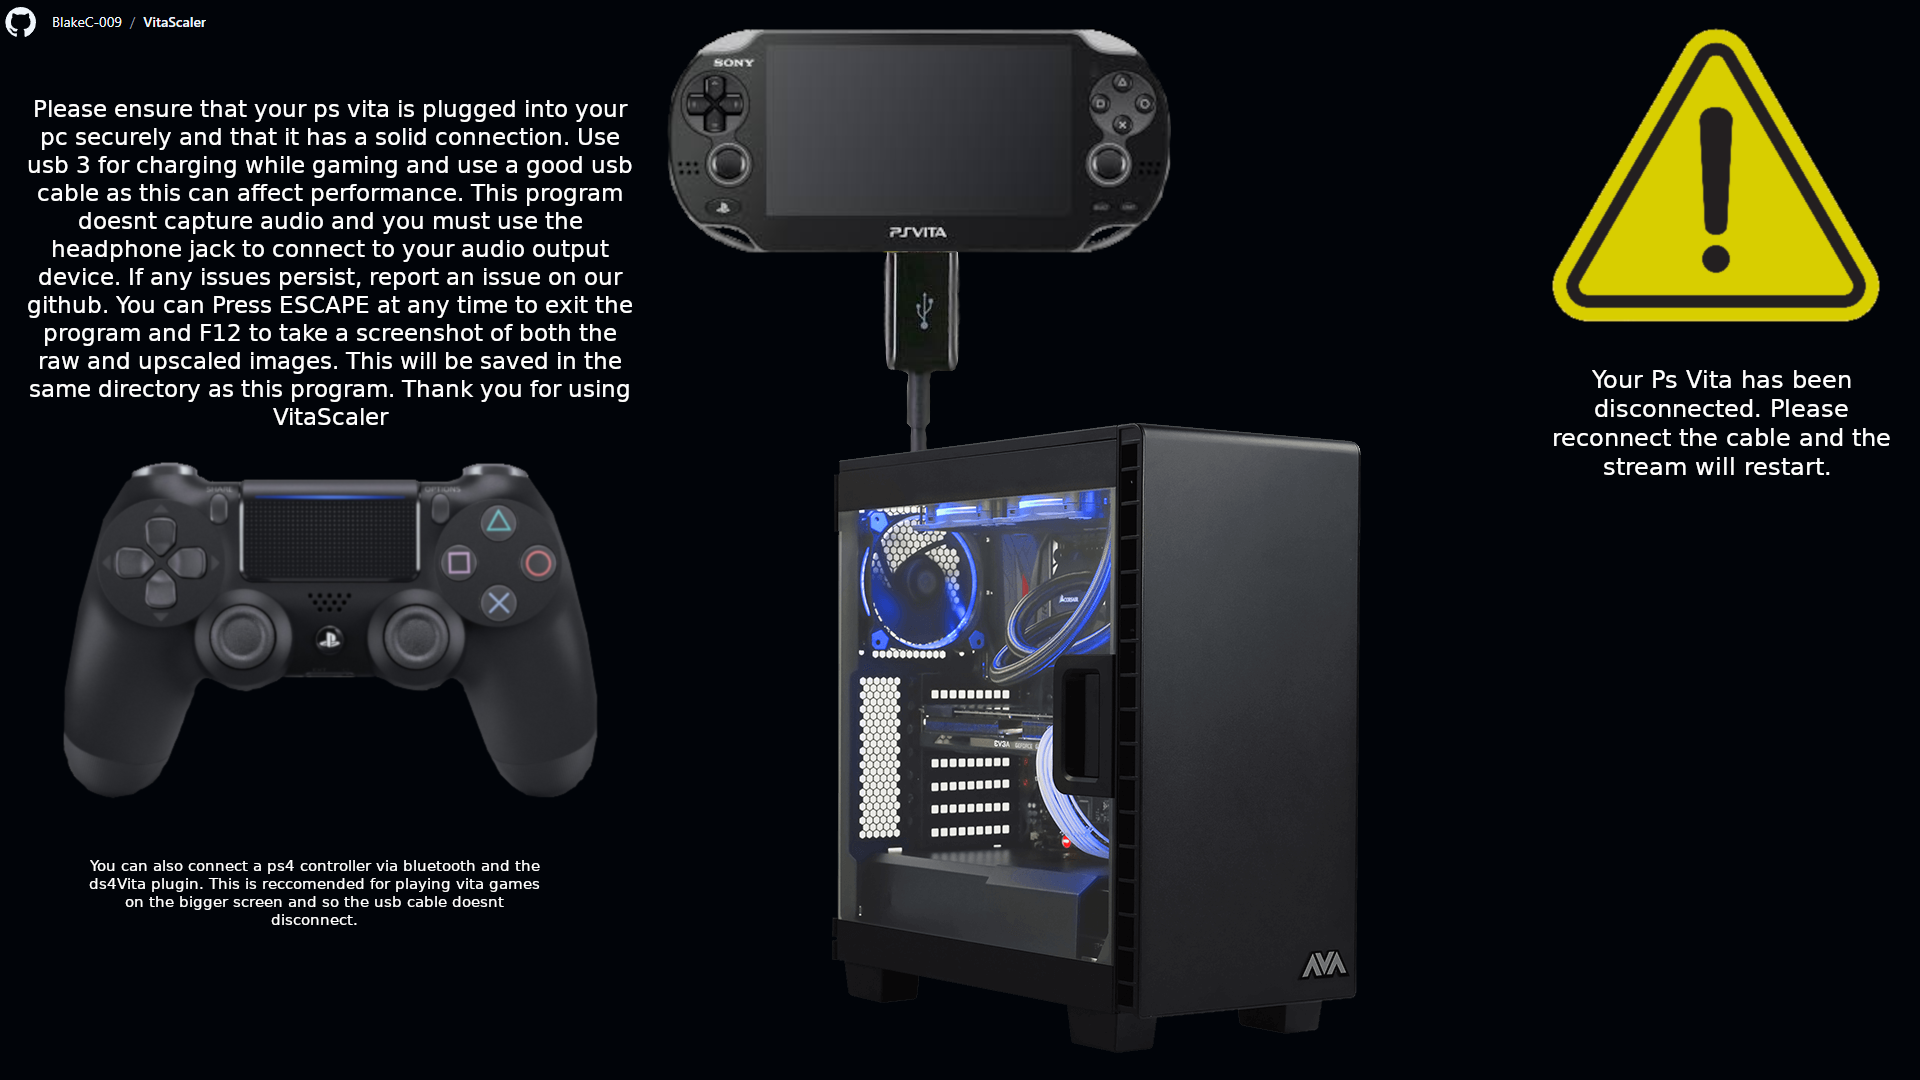 BlakeC-009 / VitaScaler
Please ensure that your ps vita is plugged into your
pc securely and that it has a solid connection. Use
usb 3 for charging while gaming and use a good usb
cable as this can affect performance. This program
doesnt capture audio and you must use the
headphone jack to connect to your audio output
device. If any issues persist, report an issue on our
github. You can Press ESCAPE at any time to exit the
program and F12 to take a screenshot of both the
raw and upscaled images. This will be saved in the
same directory as this program. Thank you for using
VitaScaler
SONY
PSVITA
Your Ps Vita has been
disconnected. Please
reconnect the cable and the
stream will restart.
SHARE
OPTIONS
CORSAIR
EVGA GEFORCE
AVA
You can also connect a ps4 controller via bluetooth and the
ds4Vita plugin. This is reccomended for playing vita games
on the bigger screen and so the usb cable doesnt
disconnect.